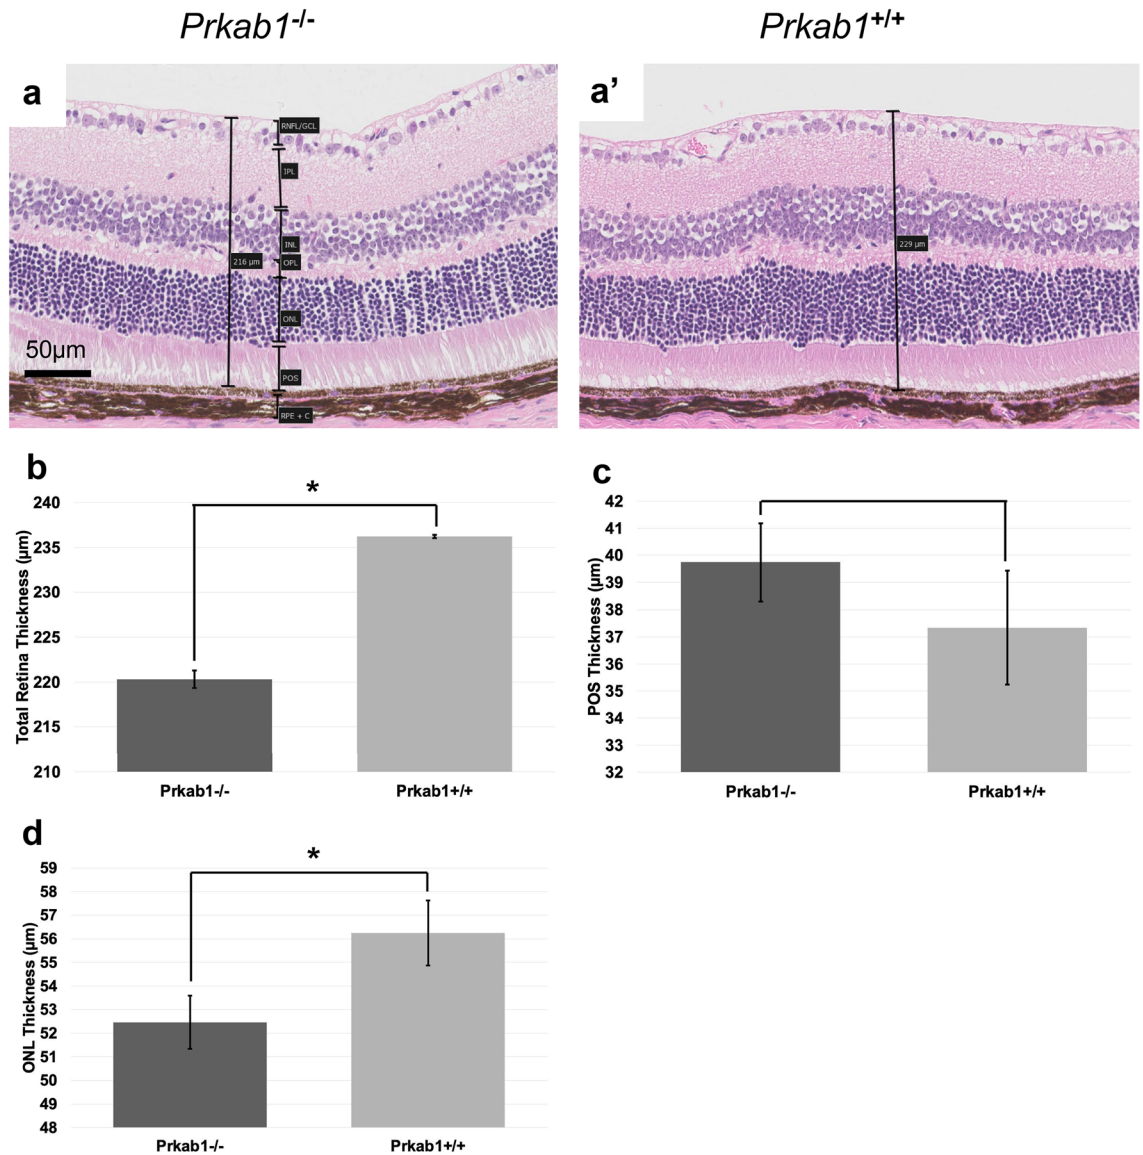 Prkab1-/-
Prkab1+/+
a
RNFL/GCL
IPL
INL
216 µm
OPL
ONL
POS
RPE + C
50µm
a’
229 µm
b
*
Total Retina Thickness (µm)
240
235
230
225
220
215
210
Prkab1-/-
Prkab1+/+
c
POS Thickness (µm)
42
41
40
39
38
37
36
35
34
33
32
Prkab1-/-
Prkab1+/+
d
*
ONL Thickness (µm)
59
58
57
56
55
54
53
52
51
50
49
48
Prkab1-/-
Prkab1+/+